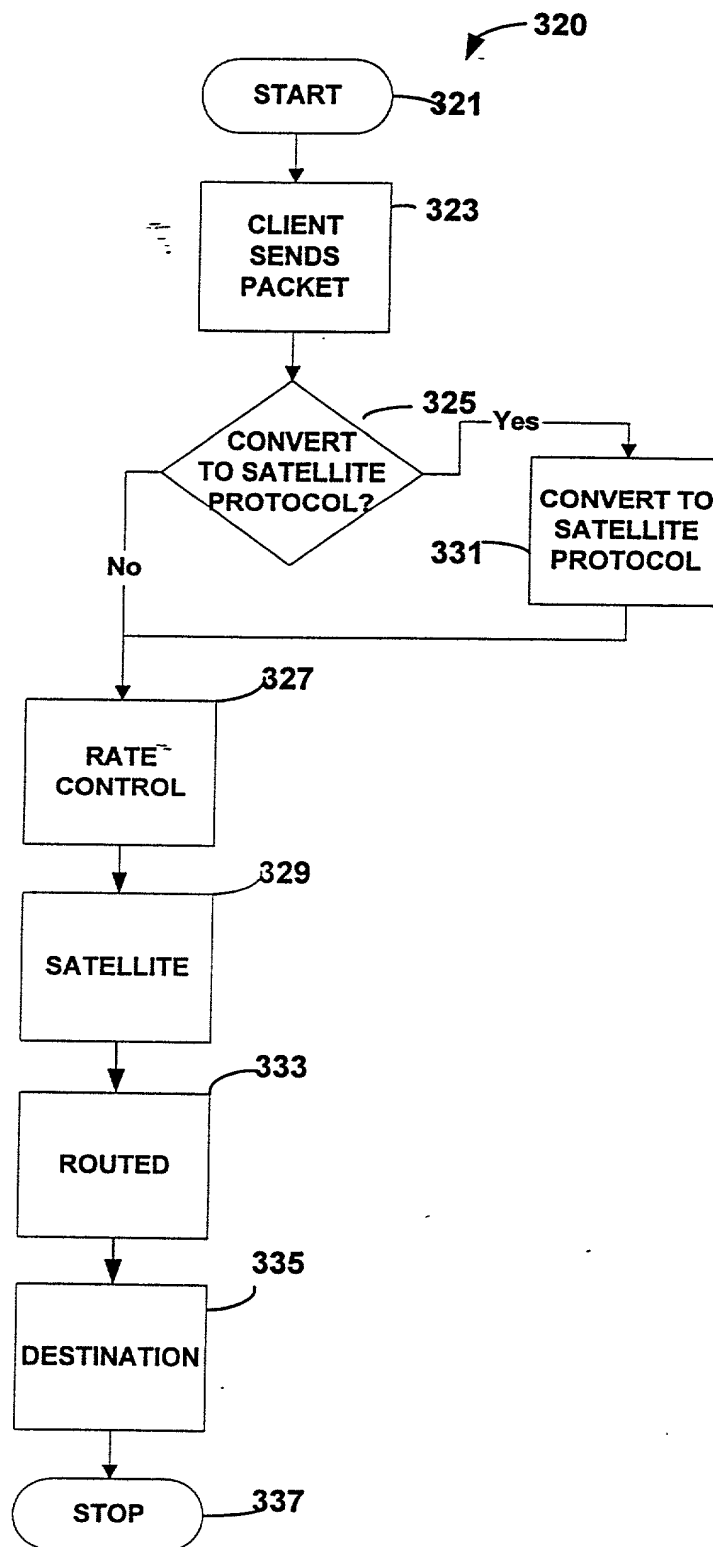 320
START
321
CLIENT
SENDS
PACKET
323
325
CONVERT
TO SATELLITE
PROTOCOL?
Yes
CONVERT TO
SATELLITE
PROTOCOL
331
No
327
RATE
CONTROL
329
SATELLITE
333
ROUTED
335
DESTINATION
STOP
337